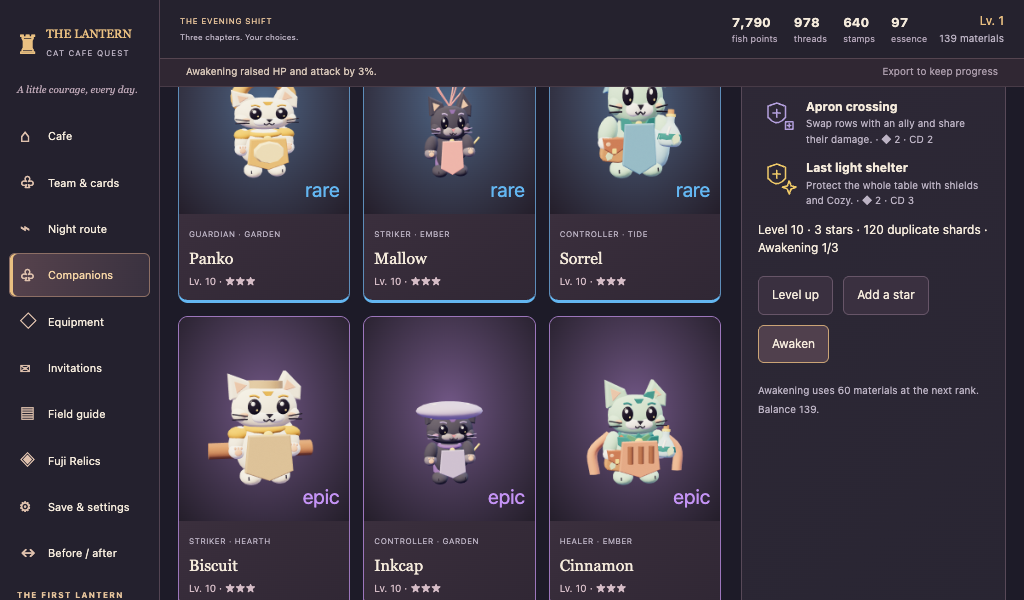 THE LANTERN
CAT CAFE QUEST
A little courage, every day.
Cafe
Team & cards
Night route
Companions
Equipment
Invitations
Field guide
Fuji Relics
Save & settings
Before / after
THE FIRST LANTERN
THE EVENING SHIFT
Three chapters. Your choices.
7,790
fish points
978
threads
640
stamps
97
essence
Lv. 1
139 materials
Awakening raised HP and attack by 3%.
Export to keep progress
rare
GUARDIAN · GARDEN
Panko
Lv. 10 · ★★★
rare
STRIKER · EMBER
Mallow
Lv. 10 · ★★★
rare
CONTROLLER · TIDE
Sorrel
Lv. 10 · ★★★
epic
STRIKER · HEARTH
Biscuit
Lv. 10 · ★★★
epic
CONTROLLER · GARDEN
Inkcap
Lv. 10 · ★★★
epic
HEALER · EMBER
Cinnamon
Lv. 10 · ★★★
Apron crossing
Swap rows with an ally and share
their damage. · ◆ 2 · CD 2
Last light shelter
Protect the whole table with shields
and Cozy. · ◆ 2 · CD 3
Level 10 · 3 stars · 120 duplicate shards ·
Awakening 1/3
Level up
Add a star
Awaken
Awakening uses 60 materials at the next rank.
Balance 139.